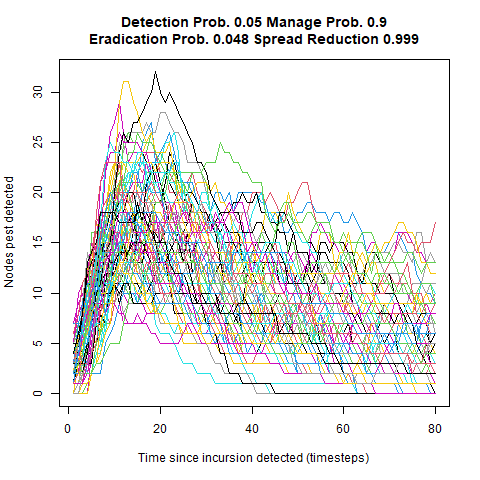 Detection Prob. 0.05 Manage Prob. 0.9
Eradication Prob. 0.048 Spread Reduction 0.999
Nodes pest detected
30
25
20
15
10
5
0
0 20 40 60 80
Time since incursion detected (timesteps)